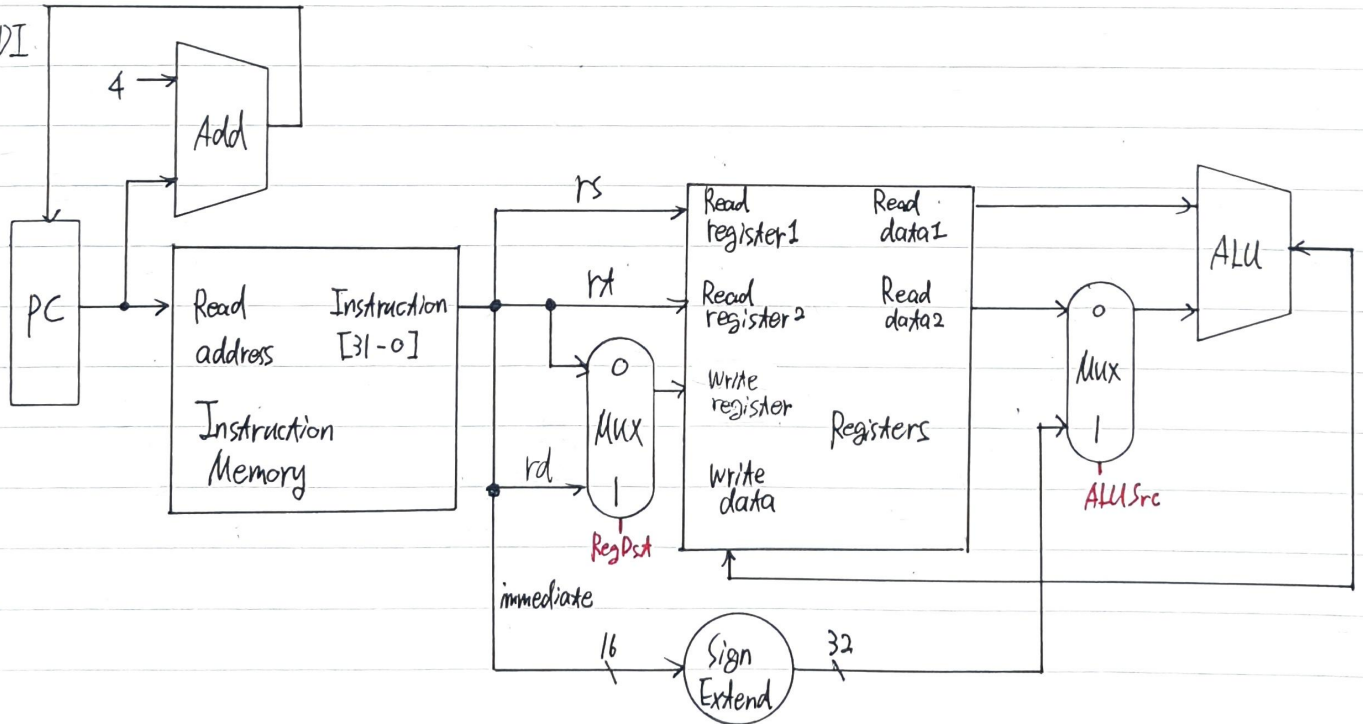 DI
4
Add
PC
Read
address
Instruction
[31-0]
Instruction
Memory
rs
rt
rd
immediate
16
0
Mux
1
RegDst
Read
register1
Read
data1
Read
register2
Read
data2
Write
register
Registers
Write
data
Sign
Extend
32
0
Mux
1
ALUSrc
ALU